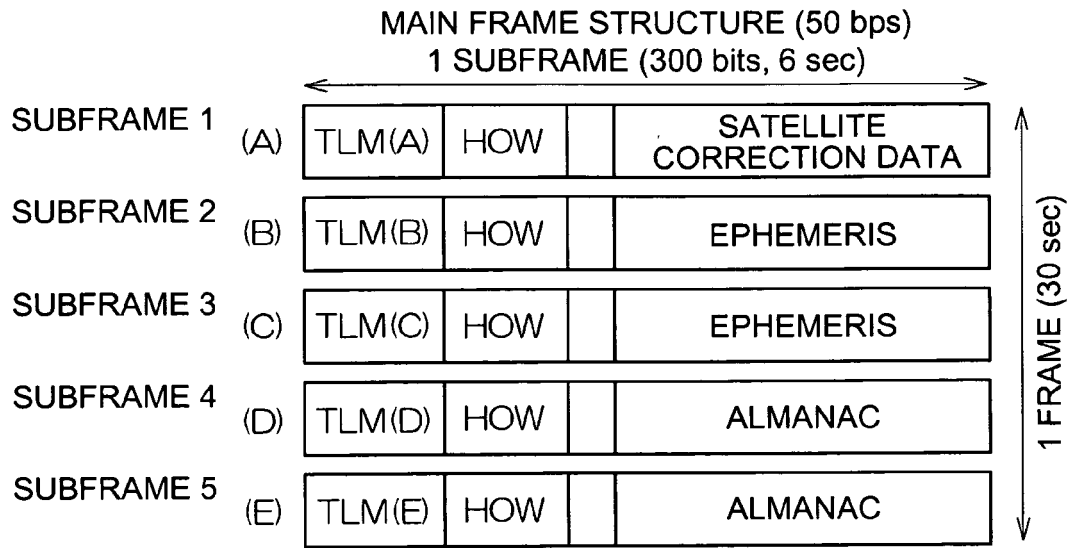 MAIN FRAME STRUCTURE (50 bps)
1 SUBFRAME (300 bits, 6 sec)
SUBFRAME 1 (A) TLM(A) HOW SATELLITE CORRECTION DATA
SUBFRAME 2 (B) TLM(B) HOW EPHEMERIS
SUBFRAME 3 (C) TLM(C) HOW EPHEMERIS
SUBFRAME 4 (D) TLM(D) HOW ALMANAC
SUBFRAME 5 (E) TLM(E) HOW ALMANAC
1 FRAME (30 sec)